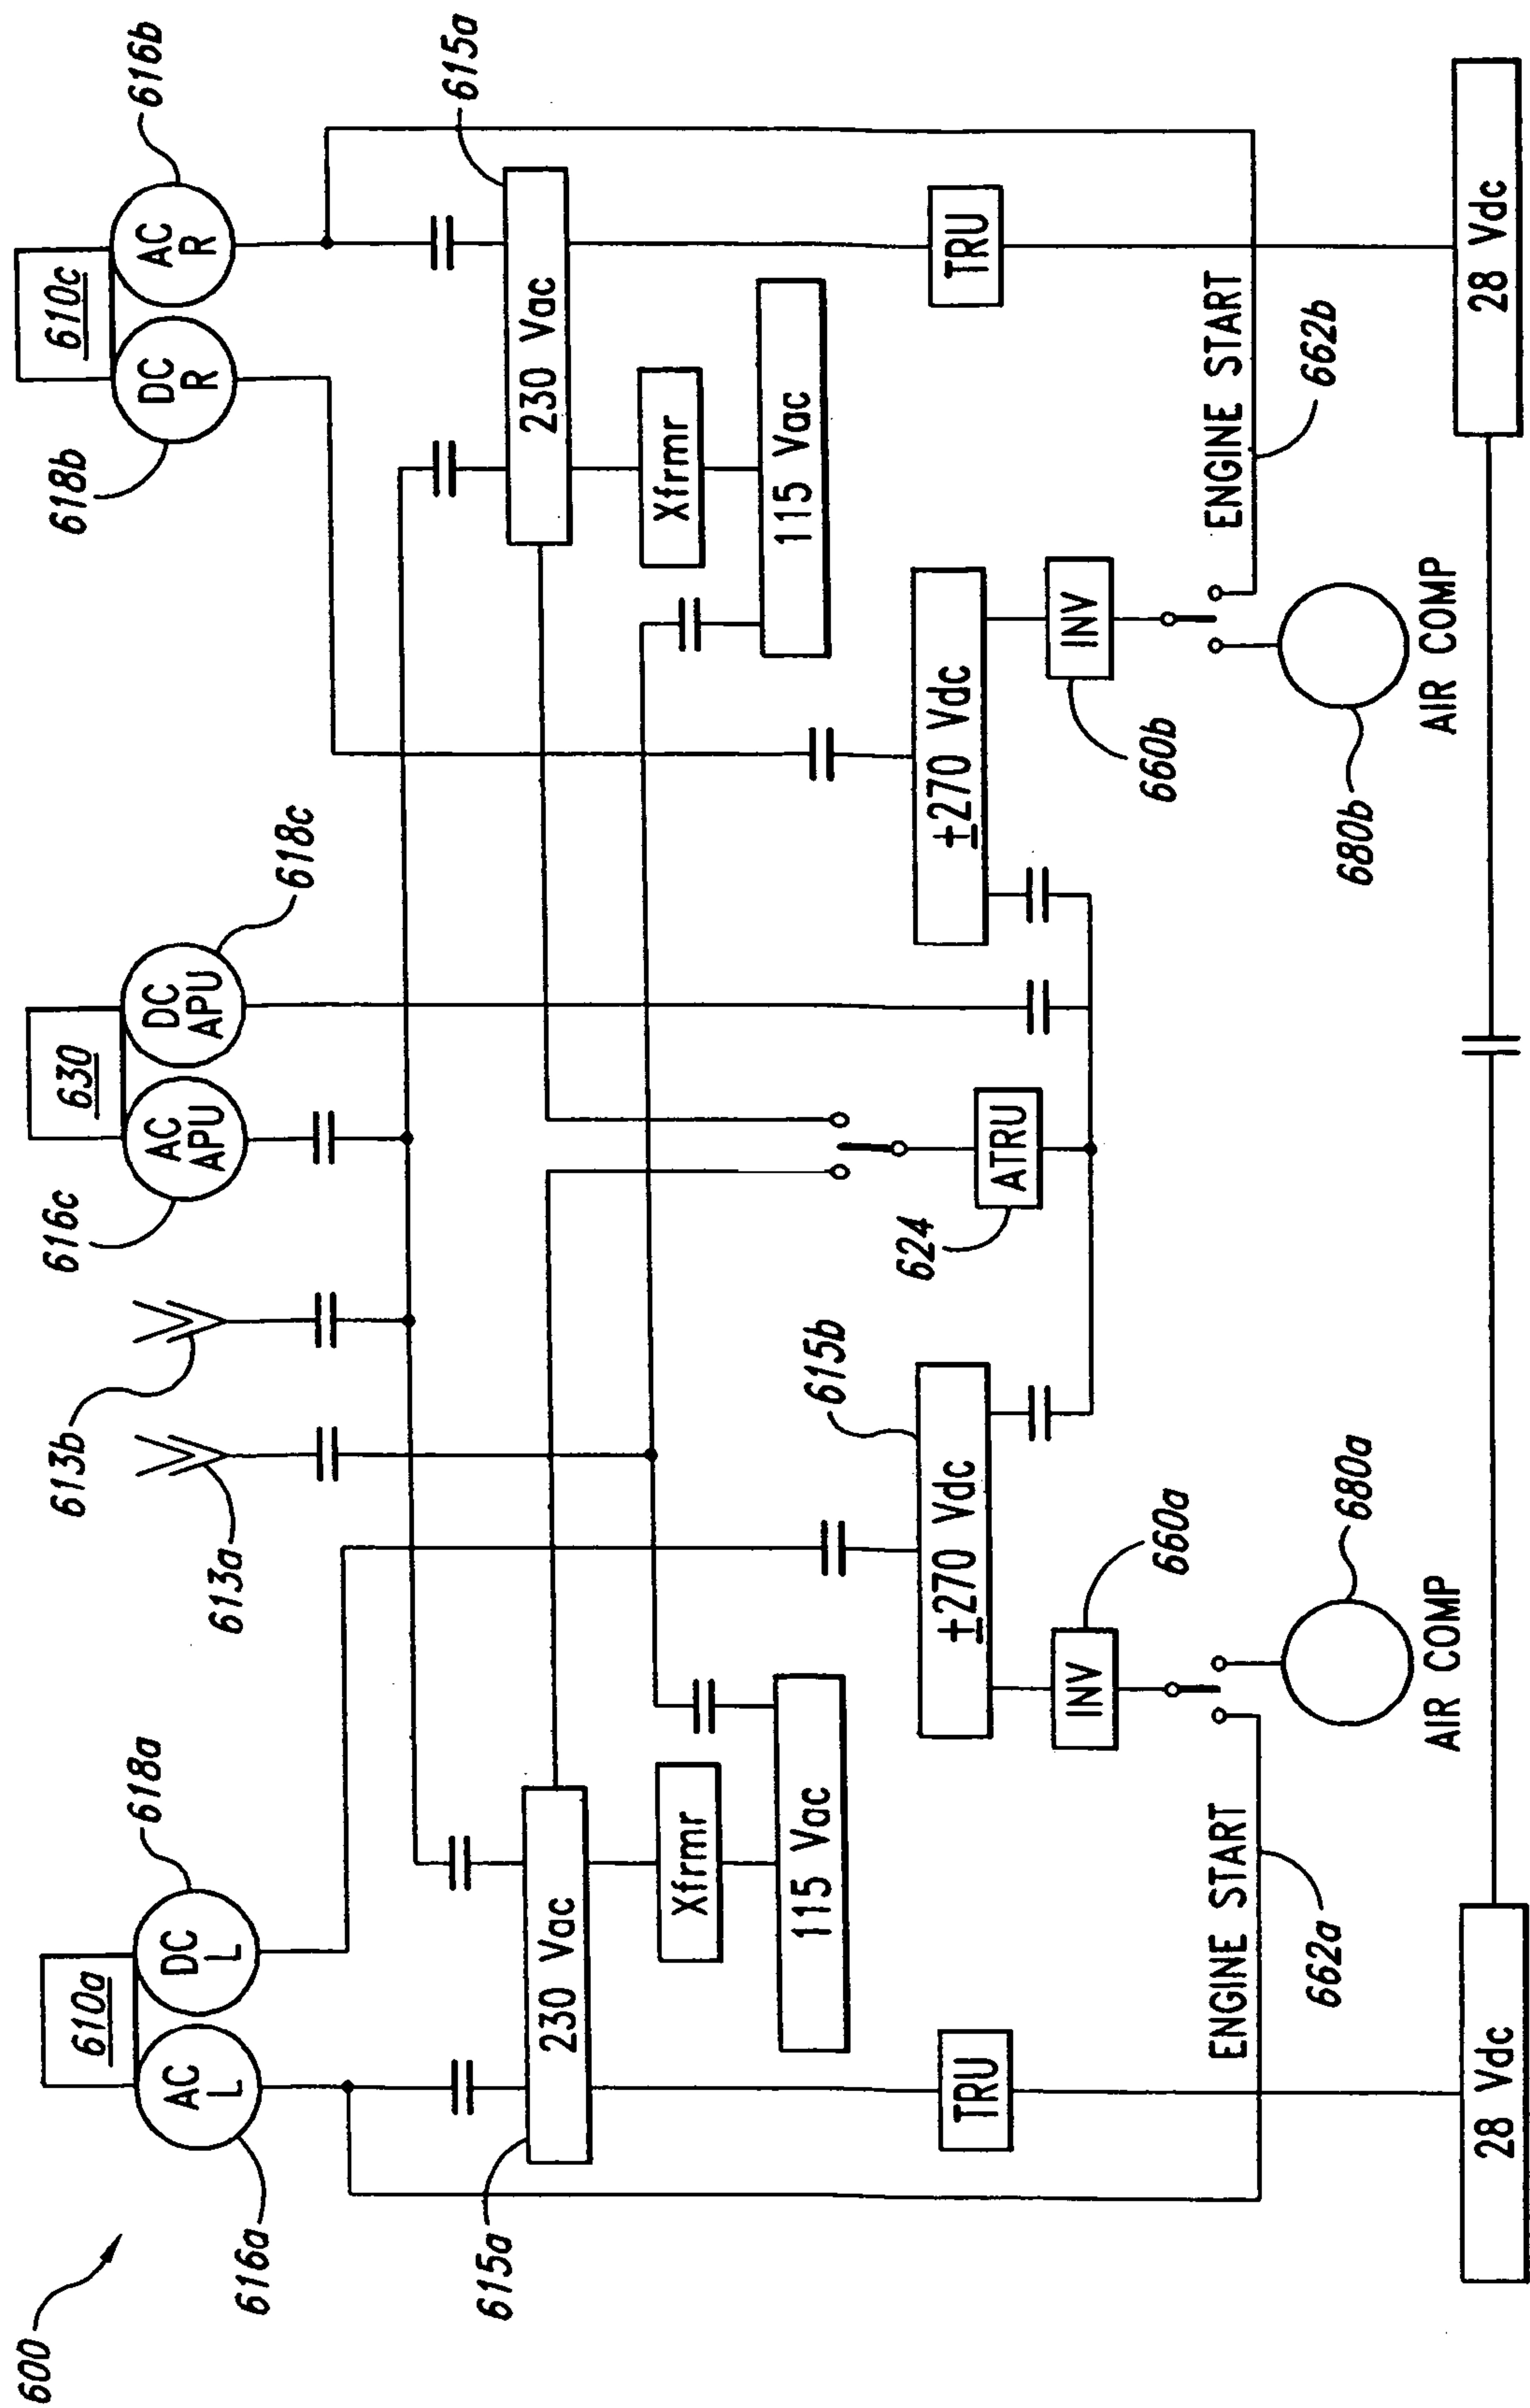 600
610a
AC
L
DC
L
616a
618a
613a
613b
630
AC
APU
DC
APU
616c
618c
610c
DC
R
AC
R
618b
616b
615a
230 Vac
230 Vac
615a
Xfrmr
Xfrmr
115 Vac
115 Vac
615b
±270 Vdc
±270 Vdc
624
ATRU
TRU
TRU
660a
INV
INV
660b
ENGINE START
662a
680a
AIR COMP
ENGINE START
662b
680b
AIR COMP
28 Vdc
28 Vdc